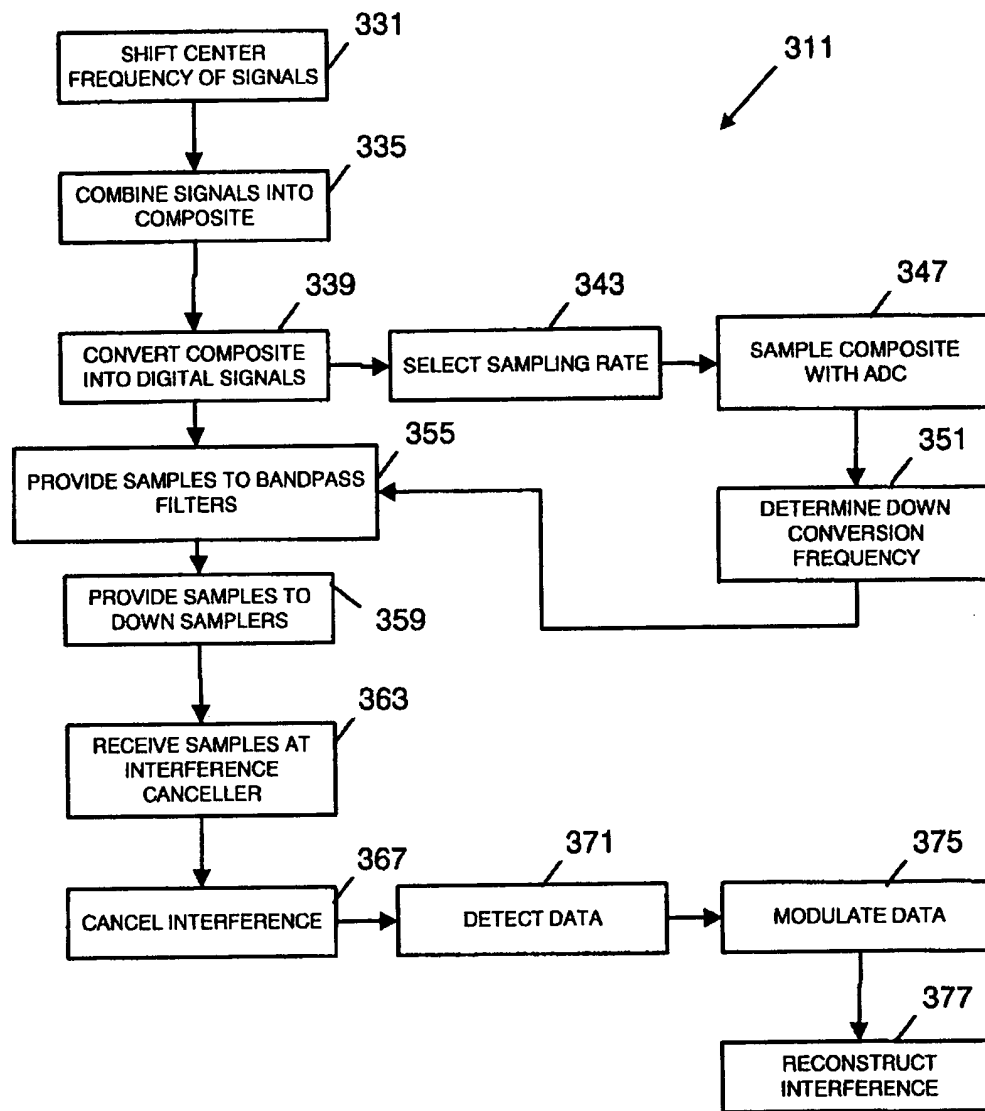 331
SHIFT CENTER
FREQUENCY OF SIGNALS
311
335
COMBINE SIGNALS INTO
COMPOSITE
339
CONVERT COMPOSITE
INTO DIGITAL SIGNALS
343
SELECT SAMPLING RATE
347
SAMPLE COMPOSITE
WITH ADC
355
PROVIDE SAMPLES TO BANDPASS
FILTERS
351
DETERMINE DOWN
CONVERSION
FREQUENCY
PROVIDE SAMPLES TO
DOWN SAMPLERS
359
363
RECEIVE SAMPLES AT
INTERFERENCE
CANCELLER
367
CANCEL INTERFERENCE
371
DETECT DATA
375
MODULATE DATA
377
RECONSTRUCT
INTERFERENCE